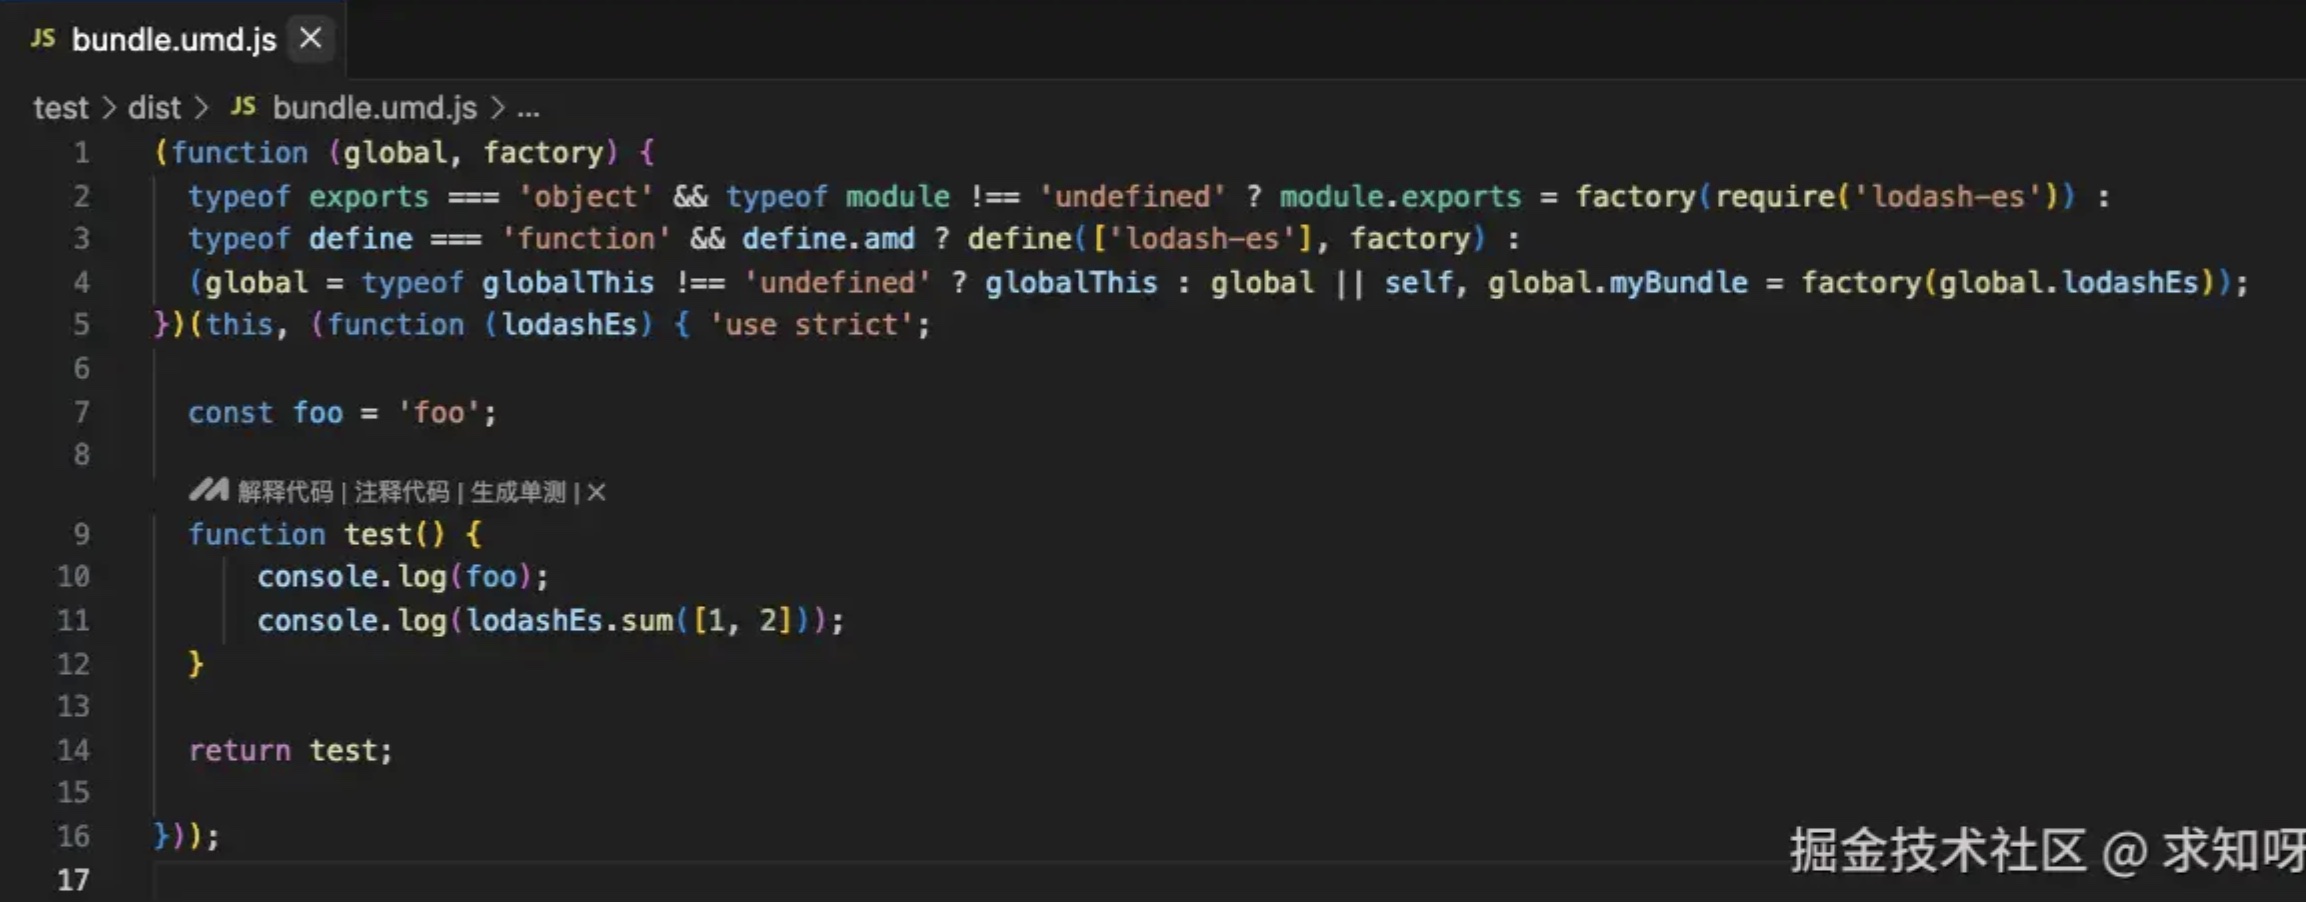 JS bundle.umd.js ×
test > dist > JS bundle.umd.js > ...
1 (function (global, factory) {
2   typeof exports === 'object' && typeof module !== 'undefined' ? module.exports = factory(require('lodash-es')) :
3   typeof define === 'function' && define.amd ? define(['lodash-es'], factory) :
4   (global = typeof globalThis !== 'undefined' ? globalThis : global || self, global.myBundle = factory(global.lodashEs));
5 })(this, (function (lodashEs) { 'use strict';
6
7   const foo = 'foo';
8
解释代码 | 注释代码 | 生成单测 | ×
9   function test() {
10       console.log(foo);
11       console.log(lodashEs.sum([1, 2]));
12   }
13
14   return test;
15
16 }));
17
掘金技术社区 @ 求知呀